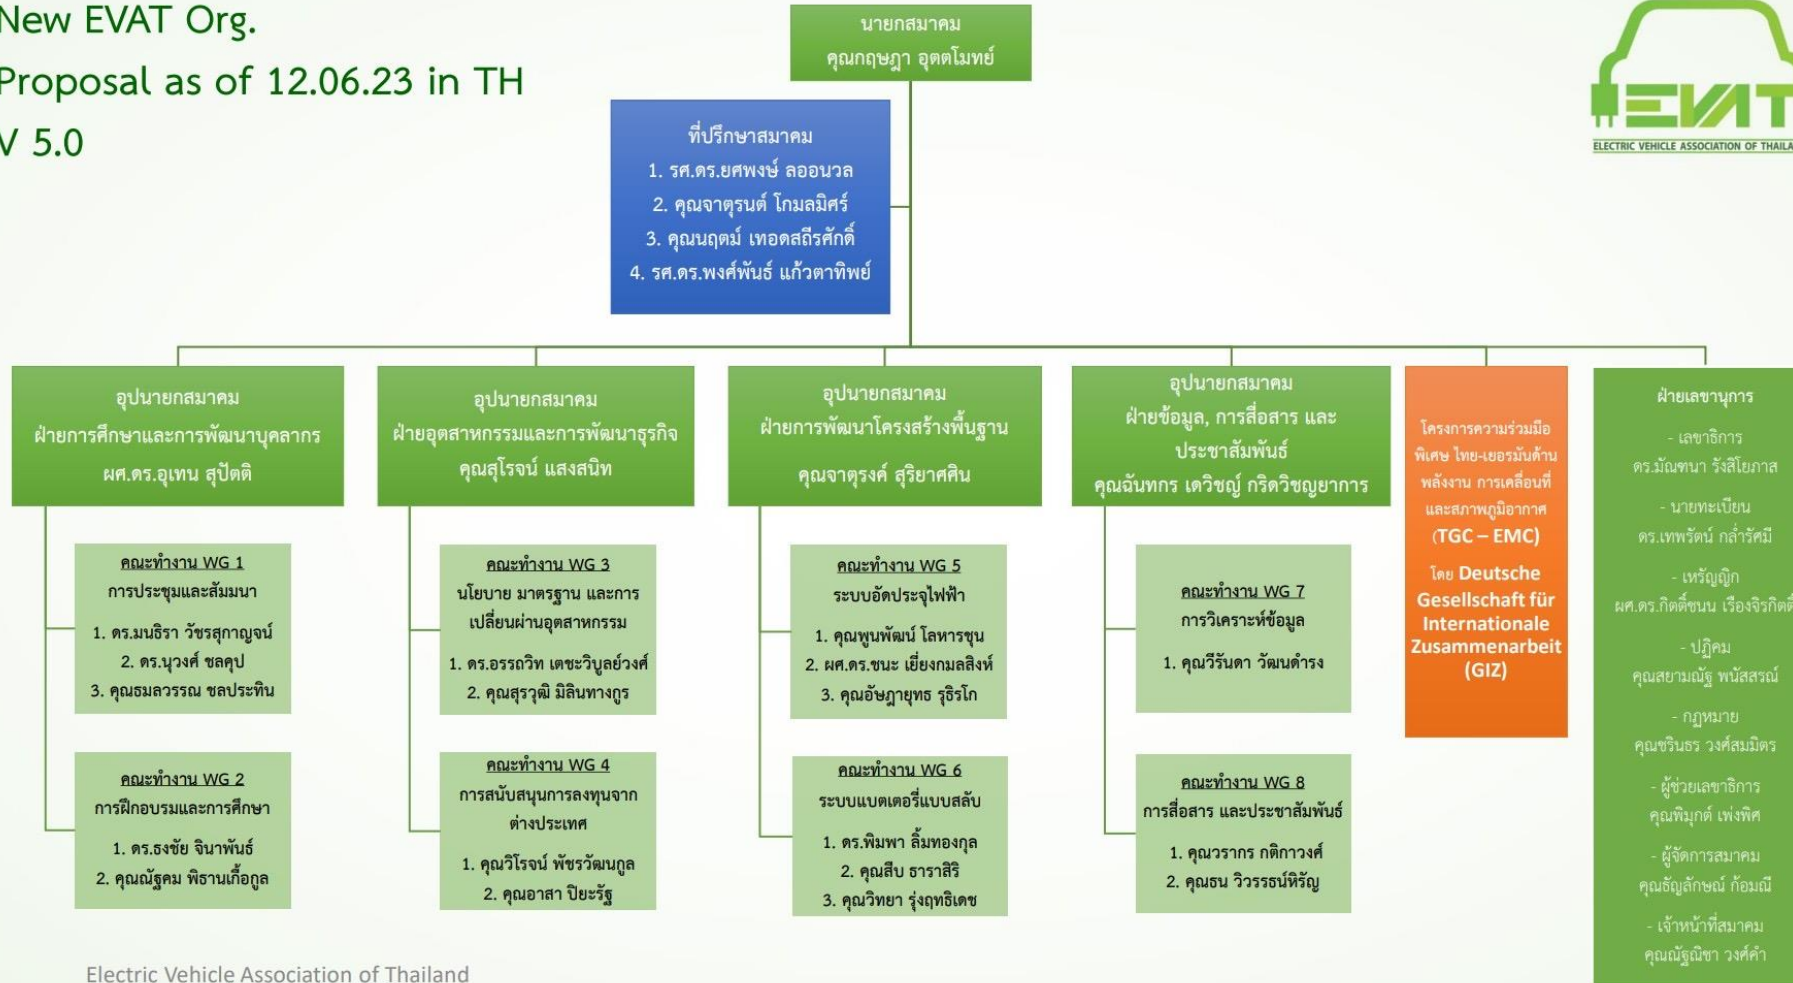 New EVAT Org.
Proposal as of 12.06.23 in TH
V 5.0
นายกสมาคม
คุณกฤษฎา อุตตโมทย์
ที่ปรึกษาสมาคม
1. รศ.ดร.ยศพงษ์ ลออนวล
2. คุณจาตุรนต์ โกมลมิศร์
3. คุณนฤตม์ เทอดสถีรศักดิ์
4. รศ.ดร.พงศ์พันธ์ แก้วตาทิพย์
EVAT
ELECTRIC VEHICLE ASSOCIATION OF THAILA
อุปนายกสมาคม
ฝ่ายการศึกษาและการพัฒนาบุคลากร
ผศ.ดร.อุเทน สุปัตติ
คณะทำงาน WG 1
การประชุมและสัมมนา
1. ดร.มนธิรา วัชรสุกาญจน์
2. ดร.นุวงศ์ ชลคุป
3. คุณธมลวรรณ ชลประทิน
คณะทำงาน WG 2
การฝึกอบรมและการศึกษา
1. ดร.ธงชัย จินาพันธ์
2. คุณณัฐคม พิธานเกื้อกูล
อุปนายกสมาคม
ฝ่ายอุตสาหกรรมและการพัฒนาธุรกิจ
คุณสุโรจน์ แสงสนิท
คณะทำงาน WG 3
นโยบาย มาตรฐาน และการ
เปลี่ยนผ่านอุตสาหกรรม
1. ดร.อรรถวิท เตชะวิบูลย์วงศ์
2. คุณสุรวุฒิ มิลินทางกูร
คณะทำงาน WG 4
การสนับสนุนการลงทุนจาก
ต่างประเทศ
1. คุณวิโรจน์ พัชรวัฒนกูล
2. คุณอาสา ปิยะรัฐ
อุปนายกสมาคม
ฝ่ายการพัฒนาโครงสร้างพื้นฐาน
คุณจาตุรงค์ สุริยาศศิน
คณะทำงาน WG 5
ระบบอัดประจุไฟฟ้า
1. คุณพูนพัฒน์ โลหารชุน
2. ผศ.ดร.ชนะ เยี่ยงกมลสิงห์
3. คุณอัษฎายุทธ รุธิรโก
คณะทำงาน WG 6
ระบบแบตเตอรี่แบบสลับ
1. ดร.พิมพา ลิ้มทองกุล
2. คุณสืบ ธาราสิริ
3. คุณวิทยา รุ่งฤทธิเดช
อุปนายกสมาคม
ฝ่ายข้อมูล, การสื่อสาร และ
ประชาสัมพันธ์
คุณฉันทกร เดวิชญ์ กริดวิชญยาการ
คณะทำงาน WG 7
การวิเคราะห์ข้อมูล
1. คุณวีรันดา วัฒนดำรง
คณะทำงาน WG 8
การสื่อสาร และประชาสัมพันธ์
1. คุณวรากร กติกาวงศ์
2. คุณธน วิวรรธน์หิรัญ
โครงการความร่วมมือ
พิเศษ ไทย-เยอรมันด้าน
พลังงาน การเคลื่อนที่
และสภาพภูมิอากาศ
(TGC – EMC)
โดย Deutsche
Gesellschaft für
Internationale
Zusammenarbeit
(GIZ)
ฝ่ายเลขานุการ
- เลขาธิการ
ดร.มัณฑนา รังสิโยภาส
- นายทะเบียน
ดร.เทพรัตน์ กล่ำรัศมี
- เหรัญญิก
ผศ.ดร.กิตติ์ชนน เรืองจิรกิตติ์
- ปฏิคม
คุณสยามณัฐ พนัสสรณ์
- กฎหมาย
คุณชรินธร วงศ์สมมิตร
- ผู้ช่วยเลขาธิการ
คุณพิมุกต์ เพ่งพิศ
- ผู้จัดการสมาคม
คุณธัญลักษณ์ ก้อมณี
- เจ้าหน้าที่สมาคม
คุณณัฐณิชา วงศ์คำ
Electric Vehicle Association of Thailand